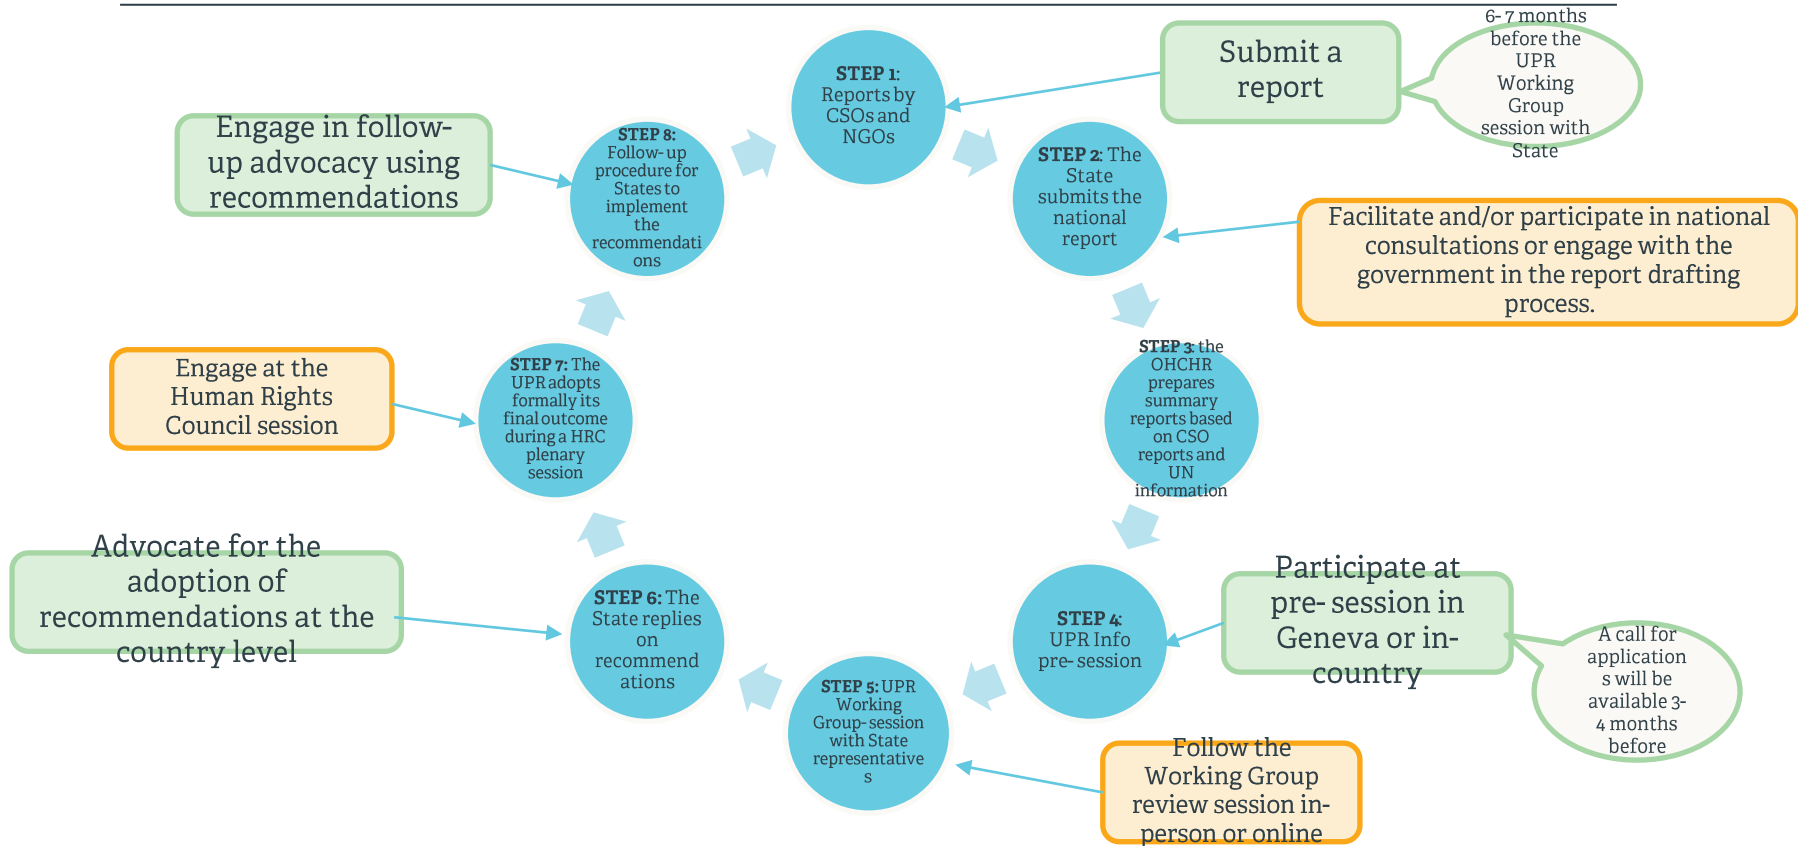 STEP 1:
Reports by
CSOs and
NGOs
Submit a
report
6-7 months
before the
UPR
Working
Group
session with
State
STEP 2: The
State
submits the
national
report
Facilitate and/or participate in national
consultations or engage with the
government in the report drafting
process.
STEP 3: the
OHCHR
prepares
summary
reports based
on CSO
reports and
UN
information
STEP 4:
UPR Info
pre-session
Participate at
pre-session in
Geneva or in-
country
A call for
application
s will be
available 3-
4 months
before
STEP 5: UPR
Working
Group-session
with State
representative
s
Follow the
Working Group
review session in-
person or online
STEP 6: The
State replies
on
recommend
ations
Advocate for the
adoption of
recommendations at the
country level
STEP 7: The
UPR adopts
formally its
final outcome
during a HRC
plenary
session
Engage at the
Human Rights
Council session
STEP 8:
Follow-up
procedure for
States to
implement
the
recommendati
ons
Engage in follow-
up advocacy using
recommendations